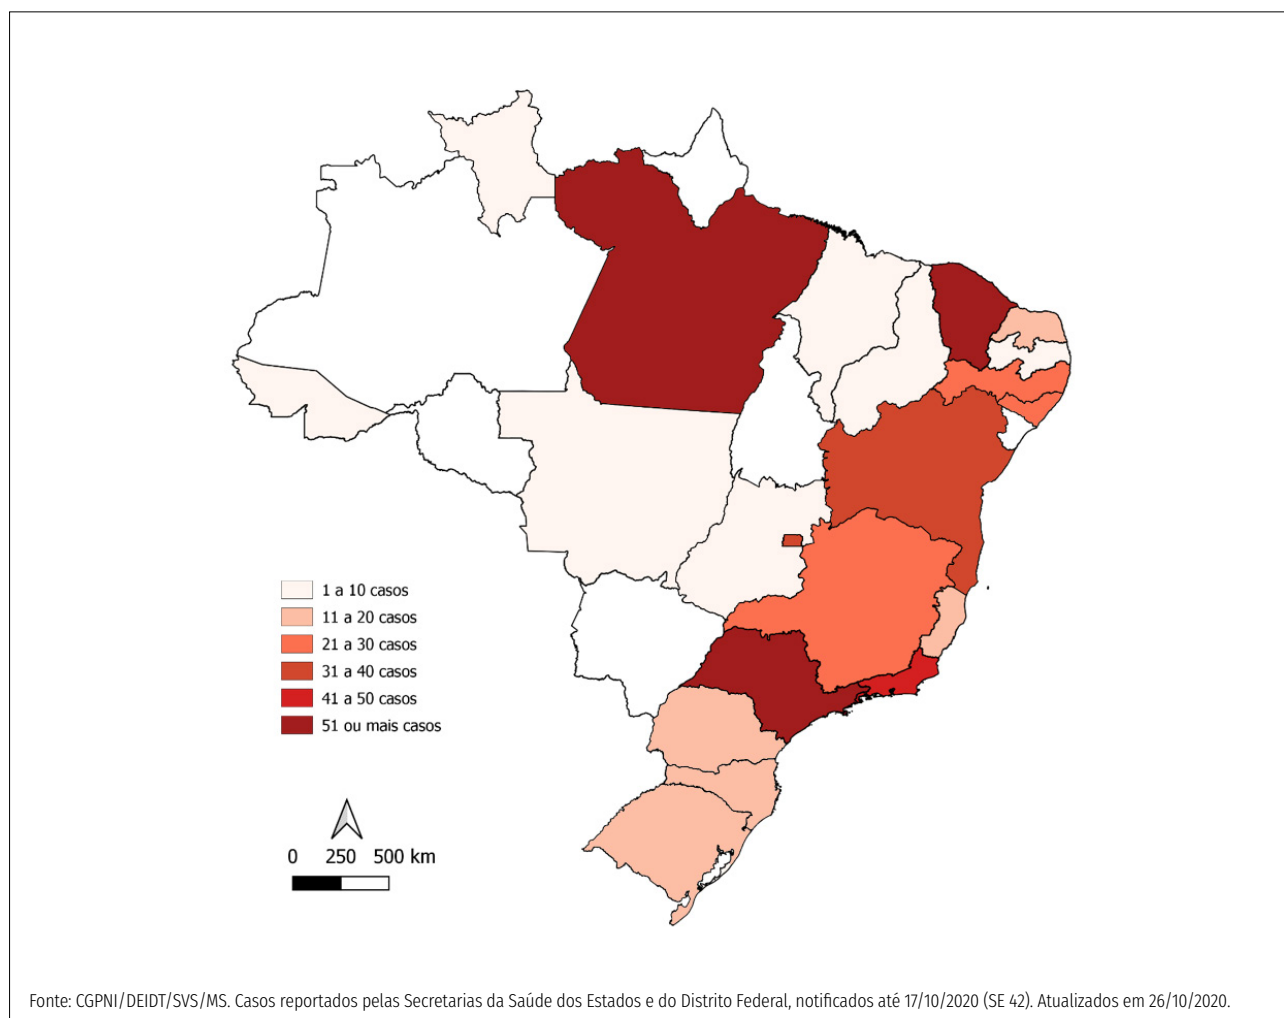 1 a 10 casos
11 a 20 casos
21 a 30 casos
31 a 40 casos
41 a 50 casos
51 ou mais casos
0 250 500 km
Fonte: CGPNI/DEIDT/SVS/MS. Casos reportados pelas Secretarias da Saúde dos Estados e do Distrito Federal, notificados até 17/10/2020 (SE 42). Atualizados em 26/10/2020.